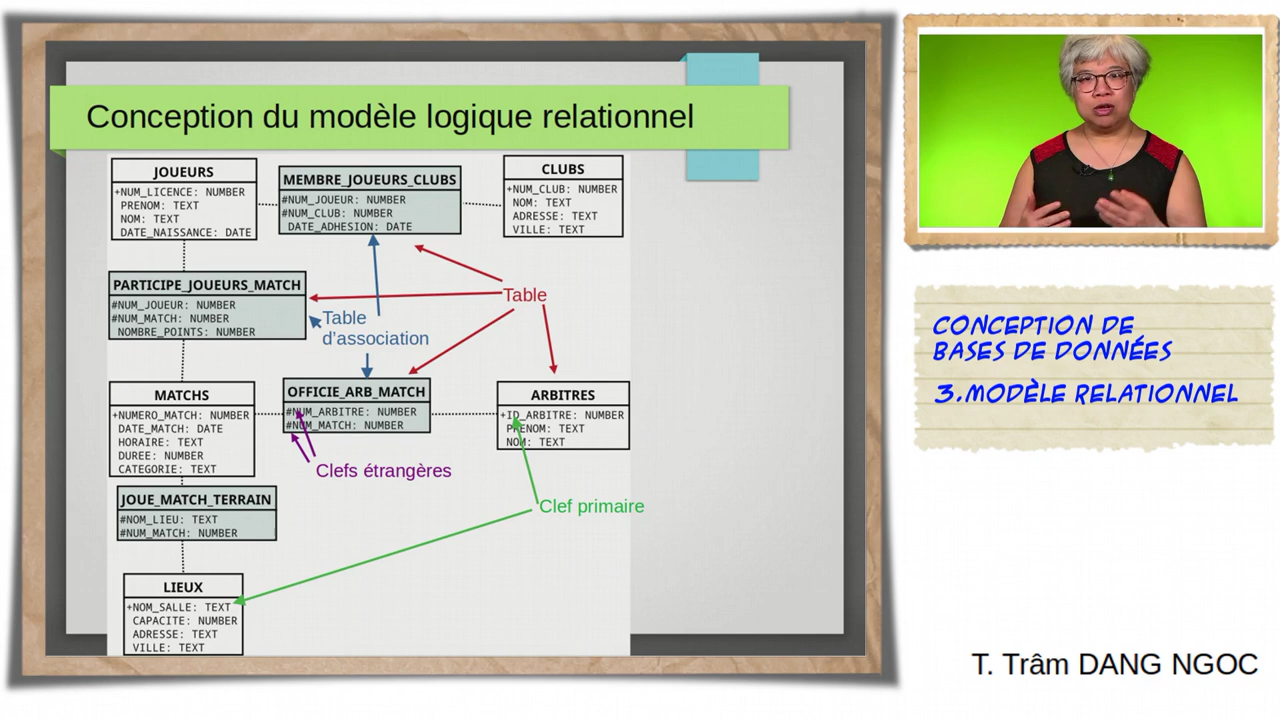 Conception du modèle logique relationnel
JOUEURS
+NUM_LICENCE: NUMBER
PRENOM: TEXT
NOM: TEXT
DATE_NAISSANCE: DATE
MEMBRE_JOUEURS_CLUBS
#NUM_JOUEUR: NUMBER
#NUM_CLUB: NUMBER
DATE_ADHESION: DATE
CLUBS
+NUM_CLUB: NUMBER
NOM: TEXT
ADRESSE: TEXT
VILLE: TEXT
PARTICIPE_JOUEURS_MATCH
#NUM_JOUEUR: NUMBER
#NUM_MATCH: NUMBER
NOMBRE_POINTS: NUMBER
Table
d'association
Table
MATCHS
+NUMERO_MATCH: NUMBER
DATE_MATCH: DATE
HORAIRE: TEXT
DUREE: NUMBER
CATEGORIE: TEXT
OFFICIE_ARB_MATCH
#NUM_ARBITRE: NUMBER
#NUM_MATCH: NUMBER
ARBITRES
+ID_ARBITRE: NUMBER
PRENOM: TEXT
NOM: TEXT
Clefs étrangères
Clef primaire
JOUE_MATCH_TERRAIN
#NOM_LIEU: TEXT
#NUM_MATCH: NUMBER
LIEUX
+NOM_SALLE: TEXT
CAPACITE: NUMBER
ADRESSE: TEXT
VILLE: TEXT
CONCEPTION DE
BASES DE DONNÉES
3.MODÈLE RELATIONNEL
T. Trâm DANG NGOC